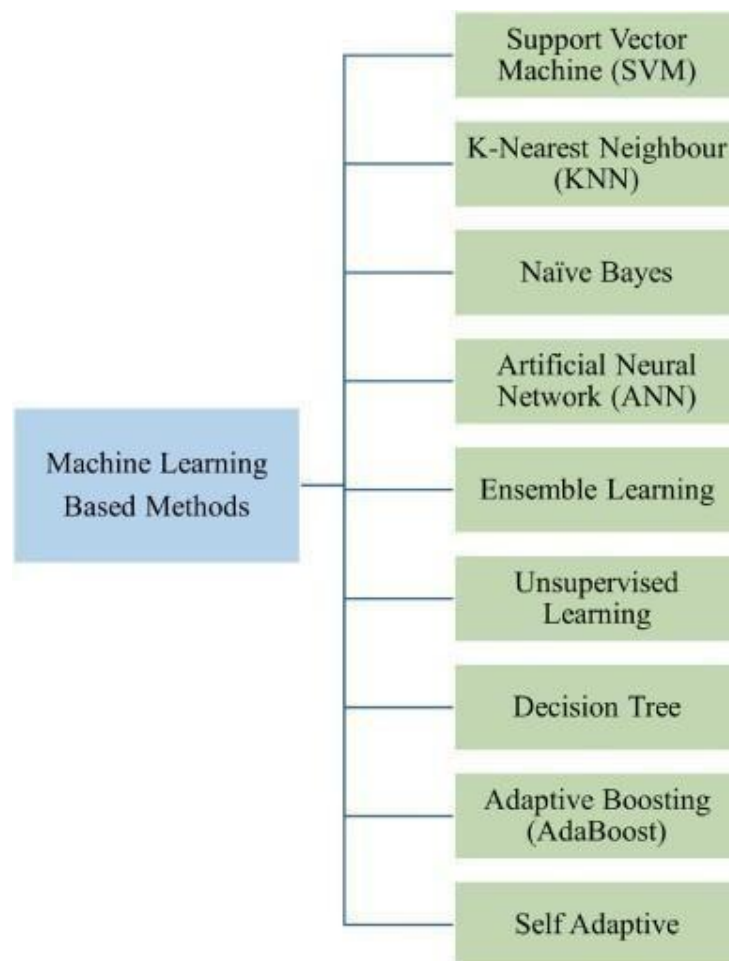 Support Vector
Machine (SVM)
K-Nearest Neighbour
(KNN)
Naïve Bayes
Artificial Neural
Network (ANN)
Machine Learning
Based Methods
Ensemble Learning
Unsupervised
Learning
Decision Tree
Adaptive Boosting
(AdaBoost)
Self Adaptive